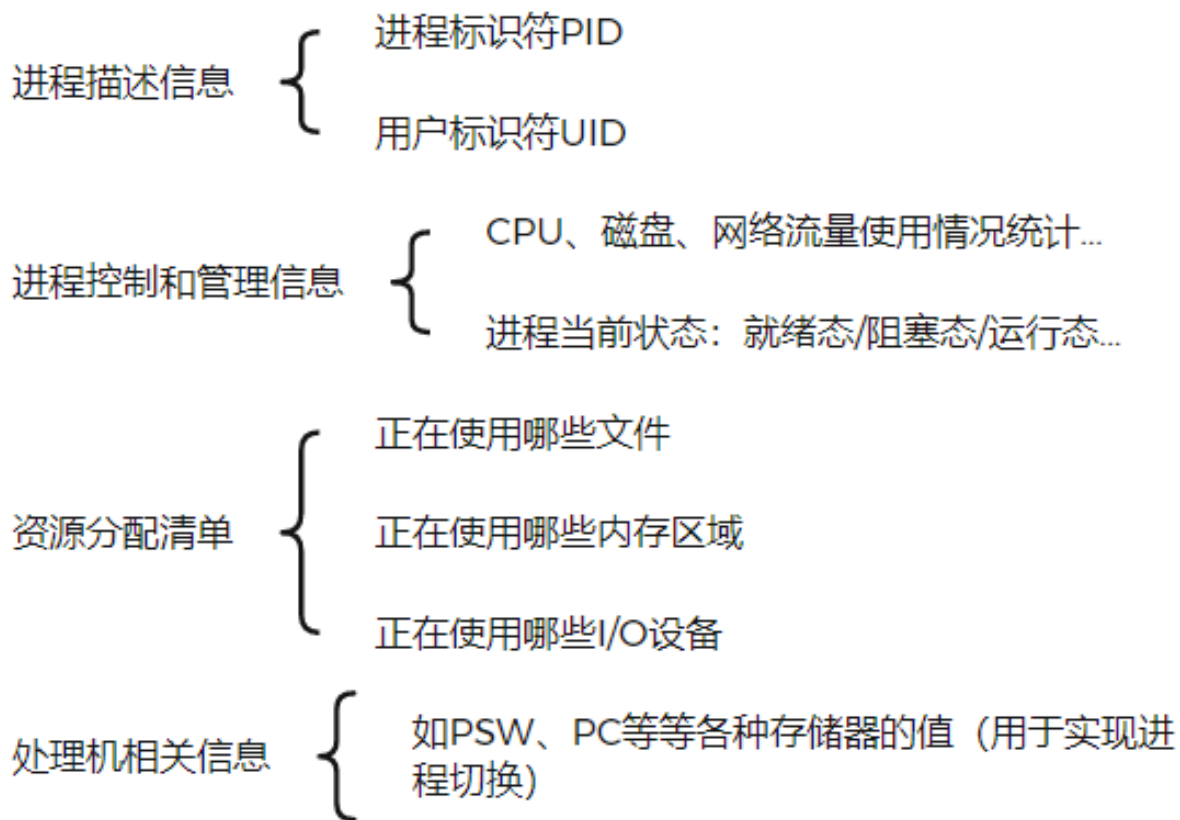 进程描述信息
进程标识符PID
用户标识符UID
进程控制和管理信息
CPU、磁盘、网络流量使用情况统计...
进程当前状态：就绪态/阻塞态/运行态...
资源分配清单
正在使用哪些文件
正在使用哪些内存区域
正在使用哪些I/O设备
处理机相关信息
如PSW、PC等等各种存储器的值（用于实现进
程切换）